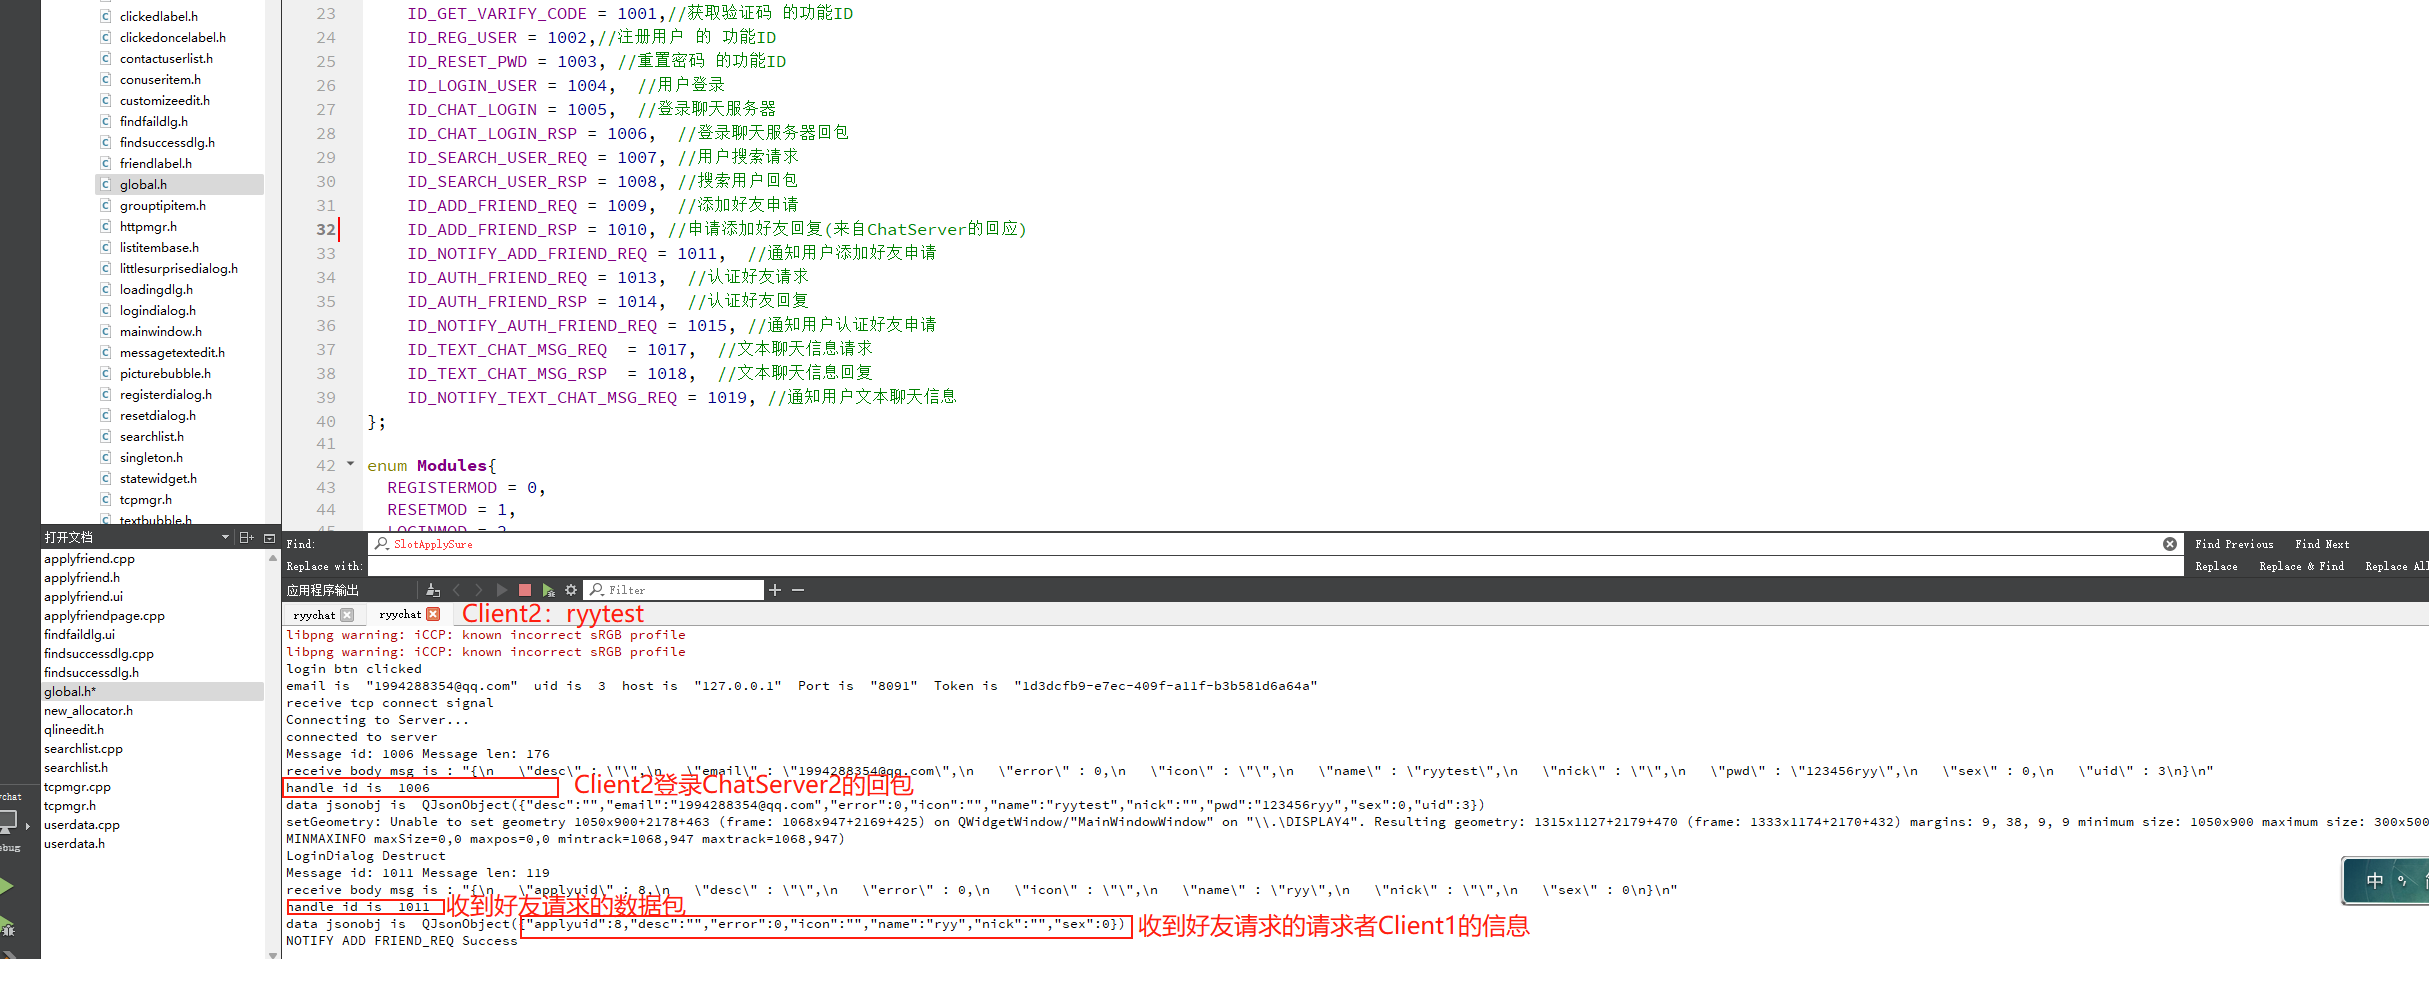 clickedlabel.h
clickedoncelabel.h
contactuserlist.h
conuseritem.h
customizeedit.h
findfaildlg.h
findsuccessdlg.h
friendlabel.h
global.h
grouptipitem.h
httpmgr.h
listitembase.h
littlesurprisedialog.h
loadingdlg.h
logindialog.h
mainwindow.h
messagetextedit.h
picturebubble.h
registerdialog.h
resetdialog.h
searchlist.h
singleton.h
statewidget.h
tcpmgr.h
textbubble.h
23 ID_GET_VARIFY_CODE = 1001,//获取验证码 的功能ID
24 ID_REG_USER = 1002,//注册用户 的 功能ID
25 ID_RESET_PWD = 1003, //重置密码 的功能ID
26 ID_LOGIN_USER = 1004, //用户登录
27 ID_CHAT_LOGIN = 1005, //登录聊天服务器
28 ID_CHAT_LOGIN_RSP = 1006, //登录聊天服务器回包
29 ID_SEARCH_USER_REQ = 1007, //用户搜索请求
30 ID_SEARCH_USER_RSP = 1008, //搜索用户回包
31 ID_ADD_FRIEND_REQ = 1009, //添加好友申请
32 ID_ADD_FRIEND_RSP = 1010, //申请添加好友回复(来自ChatServer的回应)
33 ID_NOTIFY_ADD_FRIEND_REQ = 1011, //通知用户添加好友申请
34 ID_AUTH_FRIEND_REQ = 1013, //认证好友请求
35 ID_AUTH_FRIEND_RSP = 1014, //认证好友回复
36 ID_NOTIFY_AUTH_FRIEND_REQ = 1015, //通知用户认证好友申请
37 ID_TEXT_CHAT_MSG_REQ = 1017, //文本聊天信息请求
38 ID_TEXT_CHAT_MSG_RSP = 1018, //文本聊天信息回复
39 ID_NOTIFY_TEXT_CHAT_MSG_REQ = 1019, //通知用户文本聊天信息
40 };
41
42 enum Modules{
43 REGISTERMOD = 0,
44 RESETMOD = 1,
45 LOGINMOD = 2
打开文档
applyfriend.cpp
applyfriend.h
applyfriend.ui
applyfriendpage.cpp
findfaildlg.ui
findsuccessdlg.cpp
findsuccessdlg.h
global.h*
new_allocator.h
qlineedit.h
searchlist.cpp
searchlist.h
tcpmgr.cpp
tcpmgr.h
userdata.cpp
userdata.h
Find: SlotApplySure Find Previous Find Next
Replace with: Replace Replace & Find Replace All
应用程序输出 Filter
ryychat ryychat Client2：ryytest
libpng warning: iCCP: known incorrect sRGB profile
libpng warning: iCCP: known incorrect sRGB profile
login btn clicked
email is "1994288354@qq.com" uid is 3 host is "127.0.0.1" Port is "8091" Token is "1d3dcfb9-e7ec-409f-a11f-b3b581d6a64a"
receive tcp connect signal
Connecting to Server...
connected to server
Message id: 1006 Message len: 176
receive body msg is : "{\n \"desc\" : \"\",\n \"email\" : \"1994288354@qq.com\",\n \"error\" : 0,\n \"icon\" : \"\",\n \"name\" : \"ryytest\",\n \"nick\" : \"\",\n \"pwd\" : \"123456ryy\",\n \"sex\" : 0,\n \"uid\" : 3\n}\n"
handle id is 1006 Client2登录ChatServer2的回包
data jsonobj is QJsonObject({"desc":"","email":"1994288354@qq.com","error":0,"icon":"","name":"ryytest","nick":"","pwd":"123456ryy","sex":0,"uid":3})
setGeometry: Unable to set geometry 1050x900+2178+463 (frame: 1068x947+2169+425) on QWidgetWindow/"MainWindowWindow" on "\\.\DISPLAY4". Resulting geometry: 1315x1127+2179+470 (frame: 1333x1174+2170+432) margins: 9, 38, 9, 9 minimum size: 1050x900 maximum size: 300x500
MINMAXINFO maxSize=0,0 maxpos=0,0 mintrack=1068,947 maxtrack=1068,947)
LoginDialog Destruct
Message id: 1011 Message len: 119
receive body msg is : "{\n \"applyuid\" : 8,\n \"desc\" : \"\",\n \"error\" : 0,\n \"icon\" : \"\",\n \"name\" : \"ryy\",\n \"nick\" : \"\",\n \"sex\" : 0\n}\n"
handle id is 1011 收到好友请求的数据包
data jsonobj is QJsonObject({"applyuid":8,"desc":"","error":0,"icon":"","name":"ryy","nick":"","sex":0}) 收到好友请求的请求者Client1的信息
NOTIFY ADD FRIEND_REQ Success
中